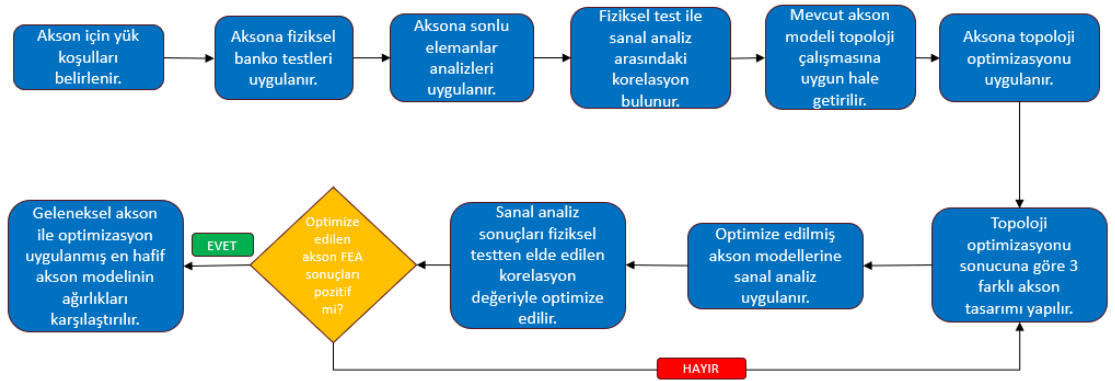 Akson için yük
koşulları
belirlenir.
Aksona fiziksel
banko testleri
uygulanır.
Aksona sonlu
elemanlar
analizleri
uygulanır.
Fiziksel test ile
sanal analiz
arasındaki
korelasyon
bulunur.
Mevcut akson
modeli topoloji
çalışmasına
uygun hale
getirilir.
Aksona topoloji
optimizasyonu
uygulanır.
Topoloji
optimizasyonu
sonucuna göre 3
farklı akson
tasarımı yapılır.
Optimize edilmiş
akson modellerine
sanal analiz
uygulanır.
Sanal analiz
sonuçları fiziksel
testten elde edilen
korelasyon
değeriyle optimize
edilir.
Optimize
edilen
akson FEA
sonuçları
pozitif
mi?
EVET
Geleneksel akson
ile optimizasyon
uygulanmış en hafif
akson modelinin
ağırlıkları
karşılaştırılır.
HAYIR